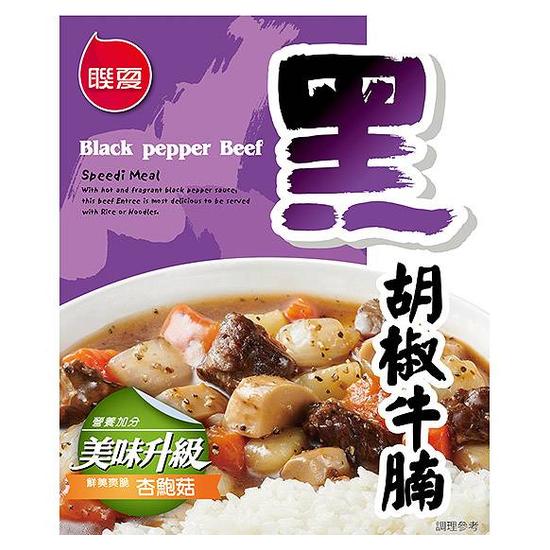 聯夏
Black pepper Beef
Speedi Meal
With hot and fragrant black pepper sauce,
this beef Entree is most delicious to be served
with Rice or Noodles.
黑
胡椒牛腩
營養加分
美味升級
鮮美爽脆 杏鮑菇
調理參考